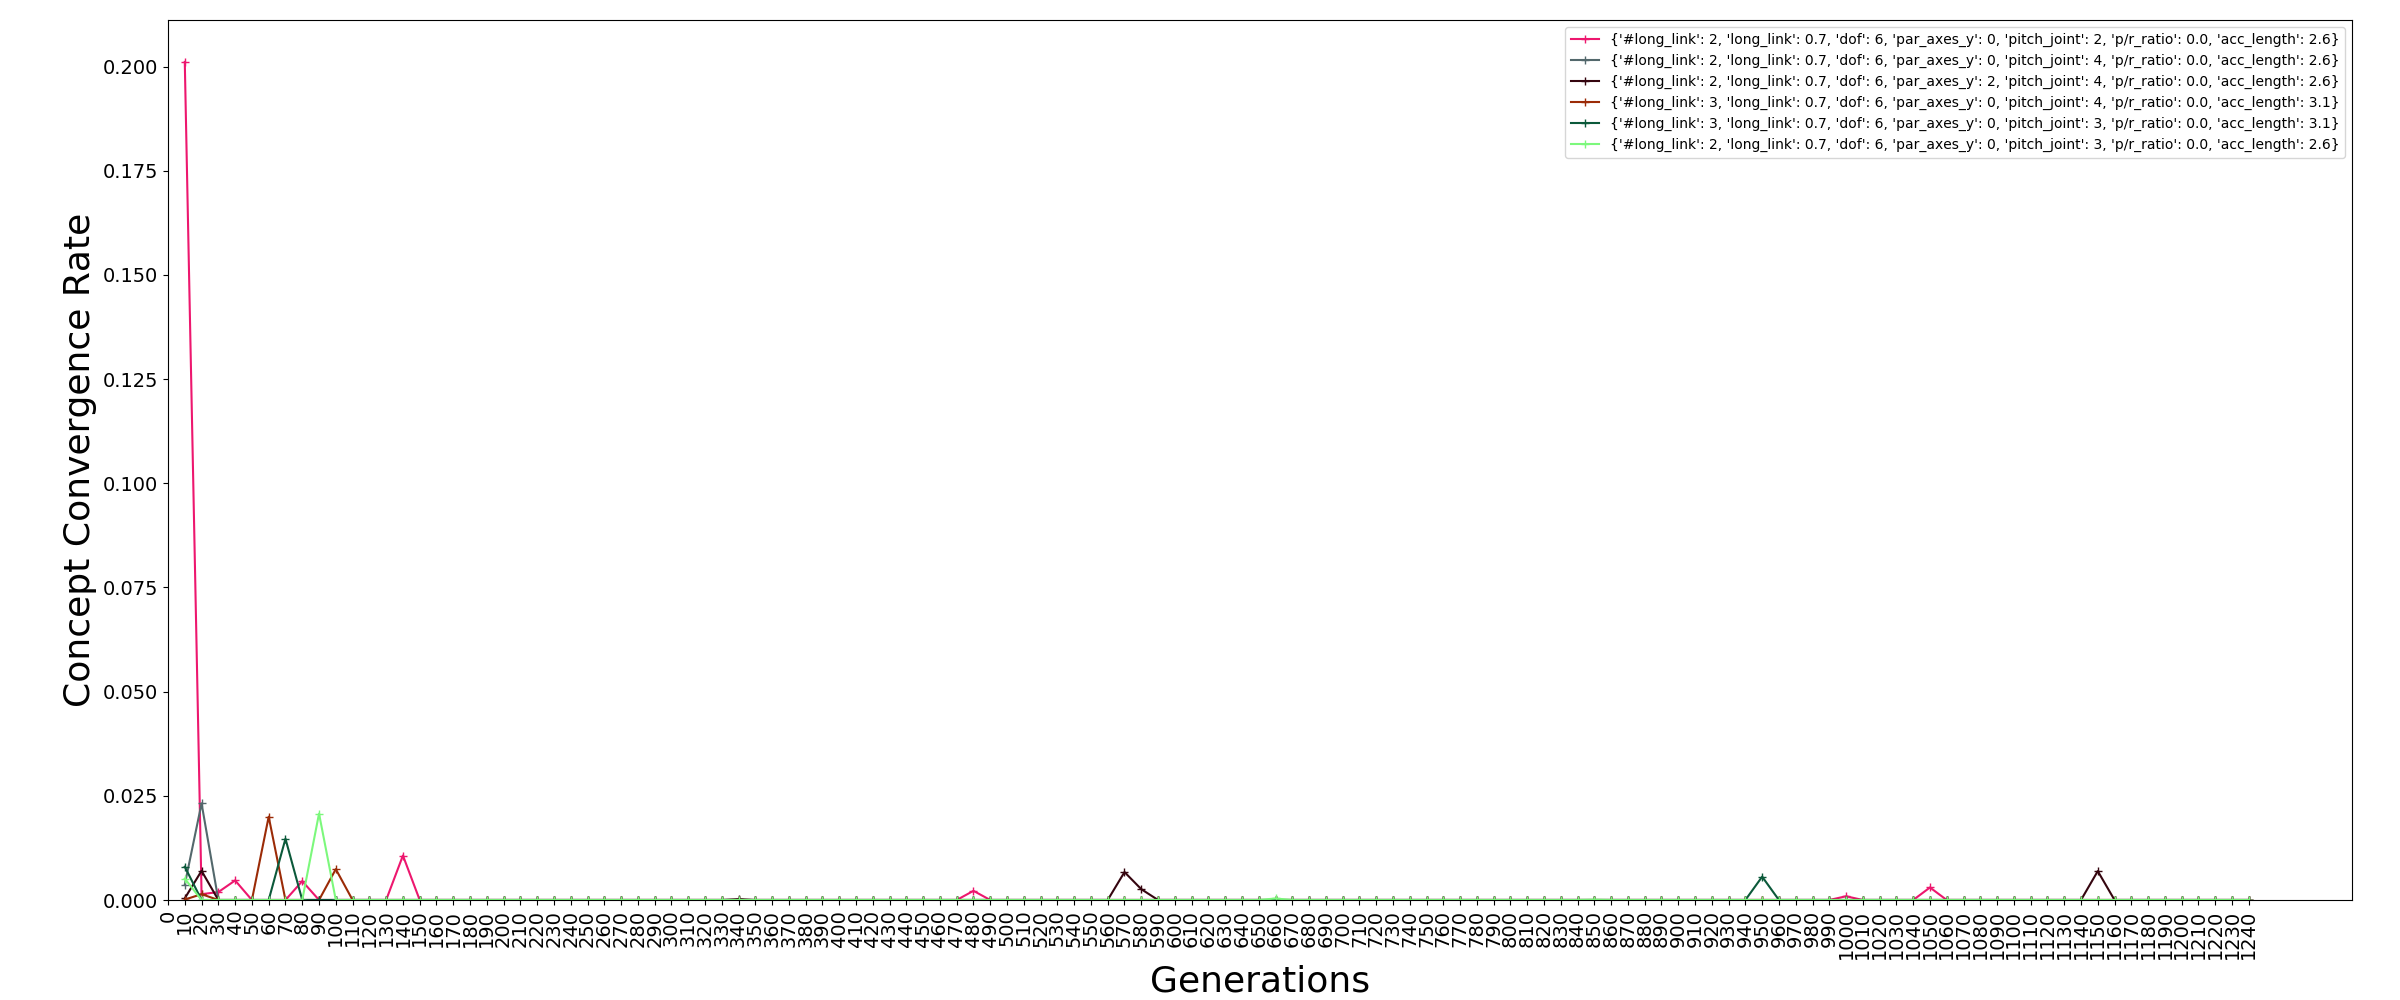 {'#long_link': 2, 'long_link': 0.7, 'dof': 6, 'par_axes_y': 0, 'pitch_joint': 2, 'p/r_ratio': 0.0, 'acc_length': 2.6}
{'#long_link': 2, 'long_link': 0.7, 'dof': 6, 'par_axes_y': 0, 'pitch_joint': 4, 'p/r_ratio': 0.0, 'acc_length': 2.6}
{'#long_link': 2, 'long_link': 0.7, 'dof': 6, 'par_axes_y': 2, 'pitch_joint': 4, 'p/r_ratio': 0.0, 'acc_length': 2.6}
{'#long_link': 3, 'long_link': 0.7, 'dof': 6, 'par_axes_y': 0, 'pitch_joint': 4, 'p/r_ratio': 0.0, 'acc_length': 3.1}
{'#long_link': 3, 'long_link': 0.7, 'dof': 6, 'par_axes_y': 0, 'pitch_joint': 3, 'p/r_ratio': 0.0, 'acc_length': 3.1}
{'#long_link': 2, 'long_link': 0.7, 'dof': 6, 'par_axes_y': 0, 'pitch_joint': 3, 'p/r_ratio': 0.0, 'acc_length': 2.6}
Concept Convergence Rate
0.200
0.175
0.150
0.125
0.100
0.075
0.050
0.025
0.000
0 10 20 30 40 50 60 70 80 90 100 110 120 130 140 150 160 170 180 190 200 210 220 230 240 250 260 270 280 290 300 310 320 330 340 350 360 370 380 390 400 410 420 430 440 450 460 470 480 490 500 510 520 530 540 550 560 570 580 590 600 610 620 630 640 650 660 670 680 690 700 710 720 730 740 750 760 770 780 790 800 810 820 830 840 850 860 870 880 890 900 910 920 930 940 950 960 970 980 990 1000 1010 1020 1030 1040 1050 1060 1070 1080 1090 1100 1110 1120 1130 1140 1150 1160 1170 1180 1190 1200 1210 1220 1230 1240
Generations